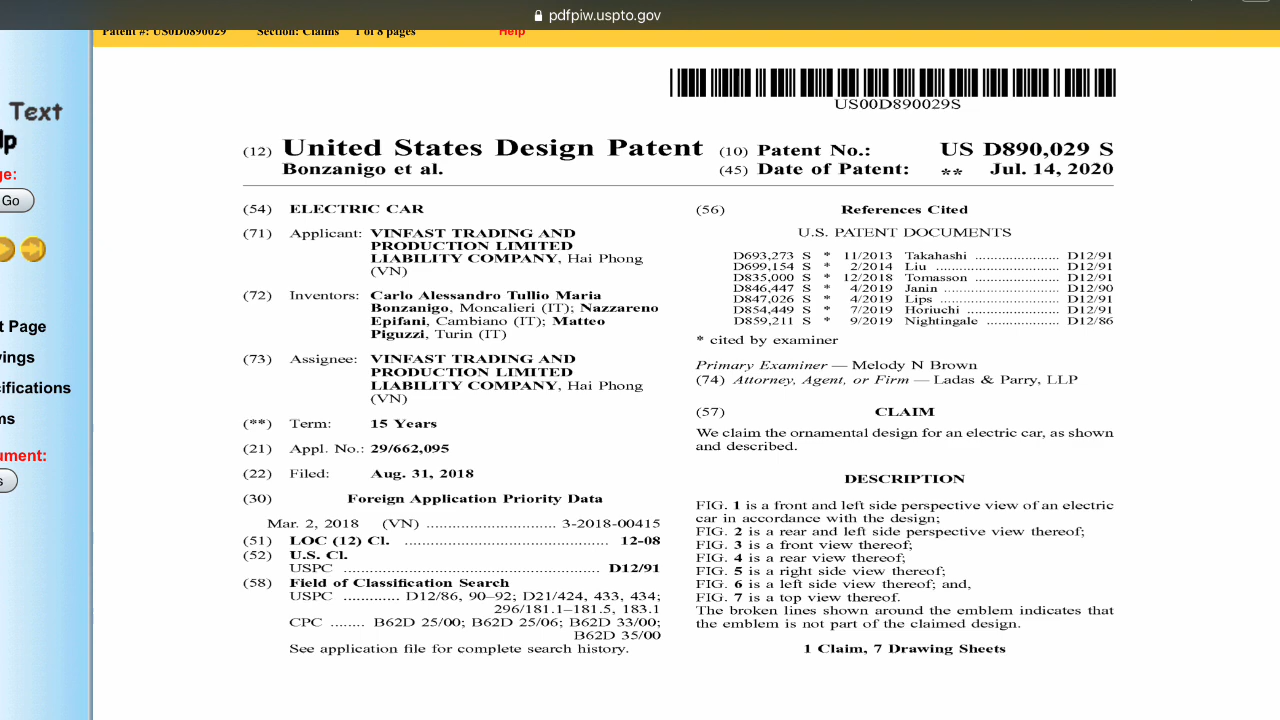 pdfpiw.uspto.gov
Patent #: US0D0890029 Section: Claims 1 of 8 pages Help
Text
lp
ge:
Go
t Page
wings
cifications
ms
ument:
s
US00D890029S
(12) United States Design Patent
Bonzanigo et al.
(10) Patent No.: US D890,029 S
(45) Date of Patent: ** Jul. 14, 2020
(54) ELECTRIC CAR
(71) Applicant: VINFAST TRADING AND
PRODUCTION LIMITED
LIABILITY COMPANY, Hai Phong
(VN)
(72) Inventors: Carlo Alessandro Tullio Maria
Bonzanigo, Moncalieri (IT); Nazzareno
Epifani, Cambiano (IT); Matteo
Piguzzi, Turin (IT)
(73) Assignee: VINFAST TRADING AND
PRODUCTION LIMITED
LIABILITY COMPANY, Hai Phong
(VN)
(**) Term: 15 Years
(21) Appl. No.: 29/662,095
(22) Filed: Aug. 31, 2018
(30) Foreign Application Priority Data
Mar. 2, 2018 (VN) .............................. 3-2018-00415
(51) LOC (12) Cl. ............................................... 12-08
(52) U.S. Cl.
USPC ........................................................... D12/91
(58) Field of Classification Search
USPC ............. D12/86, 90–92; D21/424, 433, 434;
296/181.1–181.5, 183.1
CPC ........ B62D 25/00; B62D 25/06; B62D 33/00;
B62D 35/00
See application file for complete search history.
(56) References Cited
U.S. PATENT DOCUMENTS
D693,273 S * 11/2013 Takahashi ..................... D12/91
D699,154 S * 2/2014 Liu .............................. D12/91
D835,000 S * 12/2018 Tomasson ..................... D12/91
D846,447 S * 4/2019 Janin ............................ D12/90
D847,026 S * 4/2019 Lips ............................. D12/91
D854,449 S * 7/2019 Horiuchi ....................... D12/91
D859,211 S * 9/2019 Nightingale .................. D12/86
* cited by examiner
Primary Examiner — Melody N Brown
(74) Attorney, Agent, or Firm — Ladas & Parry, LLP
(57) CLAIM
We claim the ornamental design for an electric car, as shown
and described.
DESCRIPTION
FIG. 1 is a front and left side perspective view of an electric
car in accordance with the design;
FIG. 2 is a rear and left side perspective view thereof;
FIG. 3 is a front view thereof;
FIG. 4 is a rear view thereof;
FIG. 5 is a right side view thereof;
FIG. 6 is a left side view thereof; and,
FIG. 7 is a top view thereof.
The broken lines shown around the emblem indicates that
the emblem is not part of the claimed design.
1 Claim, 7 Drawing Sheets